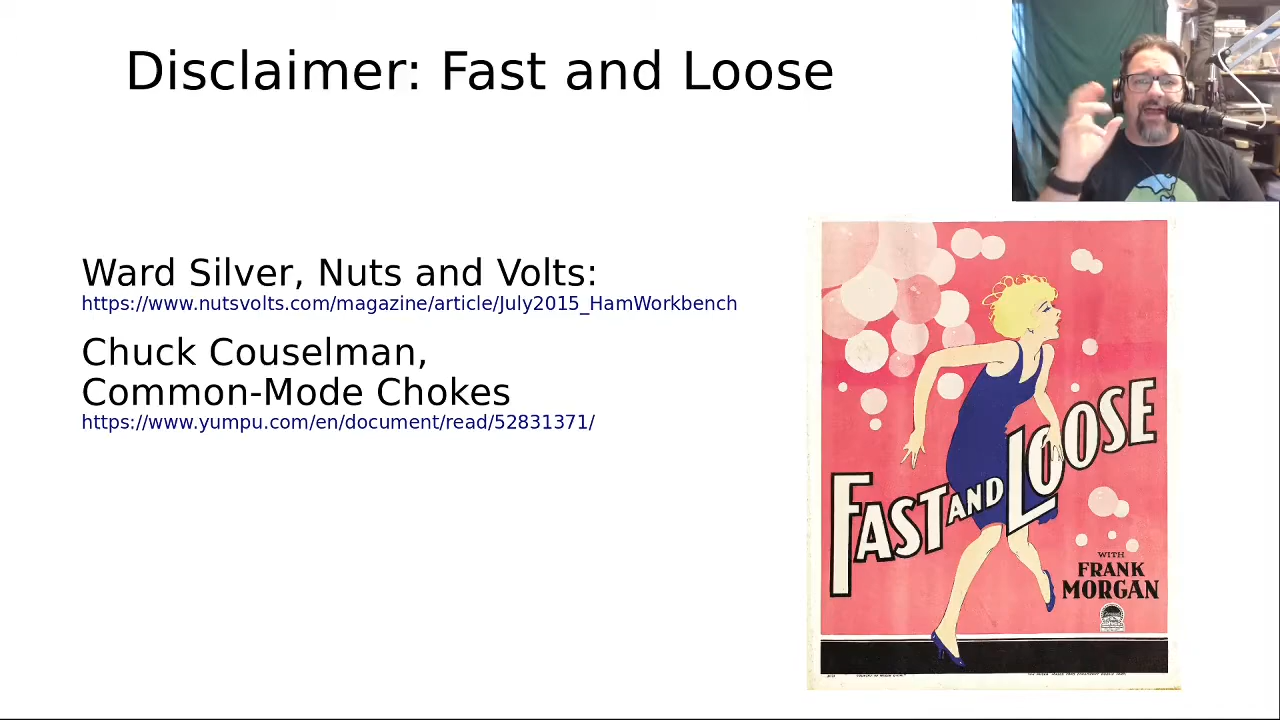 Disclaimer: Fast and Loose
Ward Silver, Nuts and Volts:
https://www.nutsvolts.com/magazine/article/July2015_HamWorkbench
Chuck Couselman,
Common-Mode Chokes
https://www.yumpu.com/en/document/read/52831371/
FAST AND LOOSE
WITH
FRANK
MORGAN